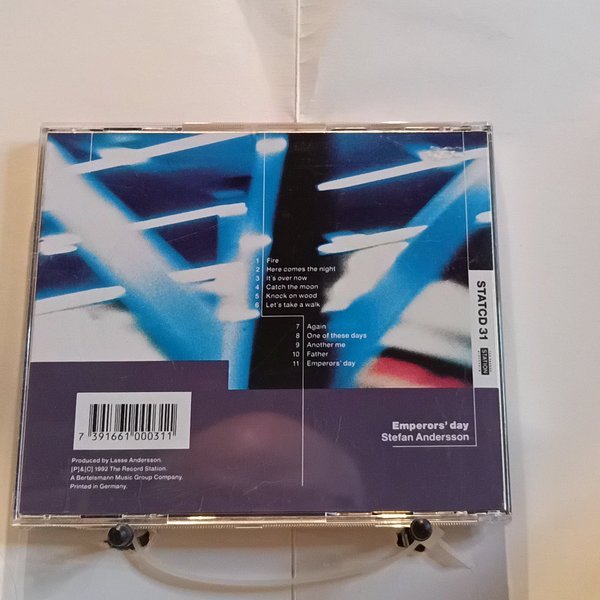 1 Fire
2 Here comes the night
3 It's over now
4 Catch the moon
5 Knock on wood
6 Let's take a walk
7 Again
8 One of these days
9 Another me
10 Father
11 Emperors' day
STATCD 31
STATION
Emperors' day
Stefan Andersson
7 391661 000311
Produced by Lasse Andersson.
[P]&[C] 1992 The Record Station.
A Bertelsmann Music Group Company.
Printed in Germany.